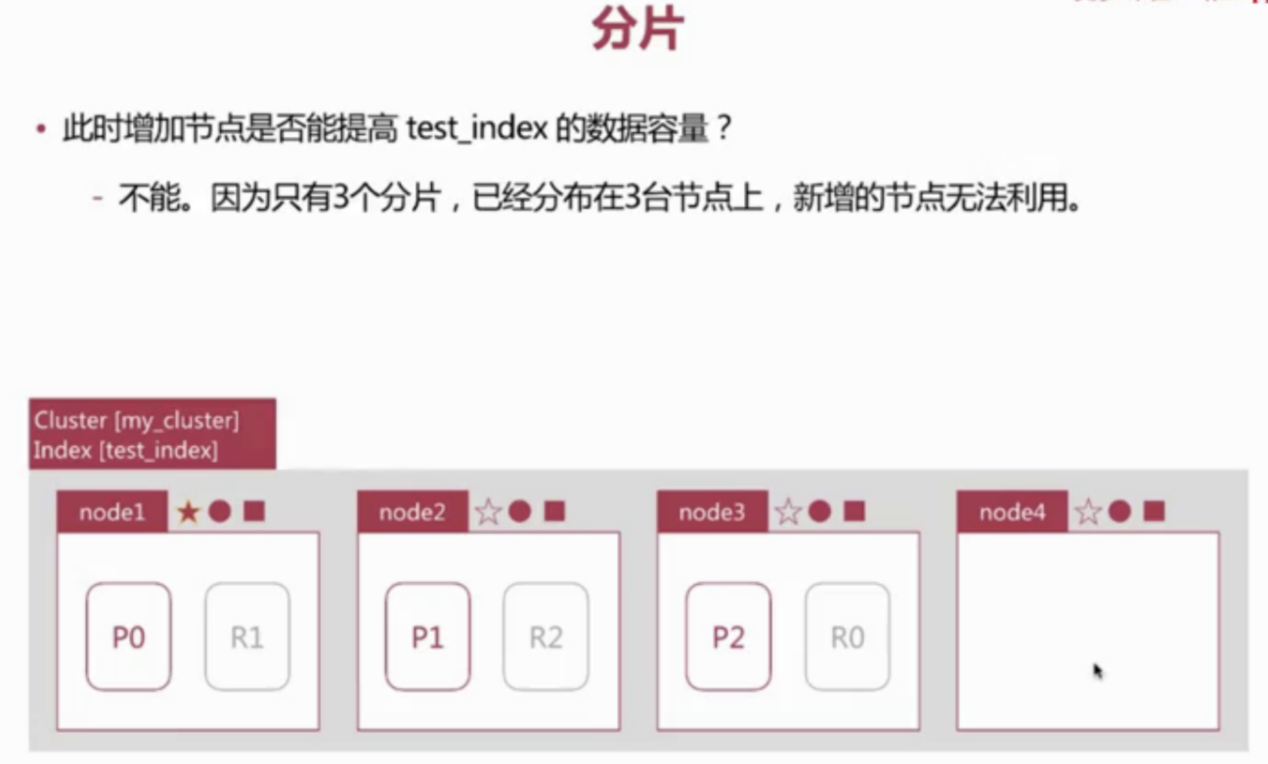 分片
• 此时增加节点是否能提高 test_index 的数据容量？
- 不能。因为只有3个分片，已经分布在3台节点上，新增的节点无法利用。
Cluster [my_cluster]
Index [test_index]
node1
node2
node3
node4
P0
R1
P1
R2
P2
R0